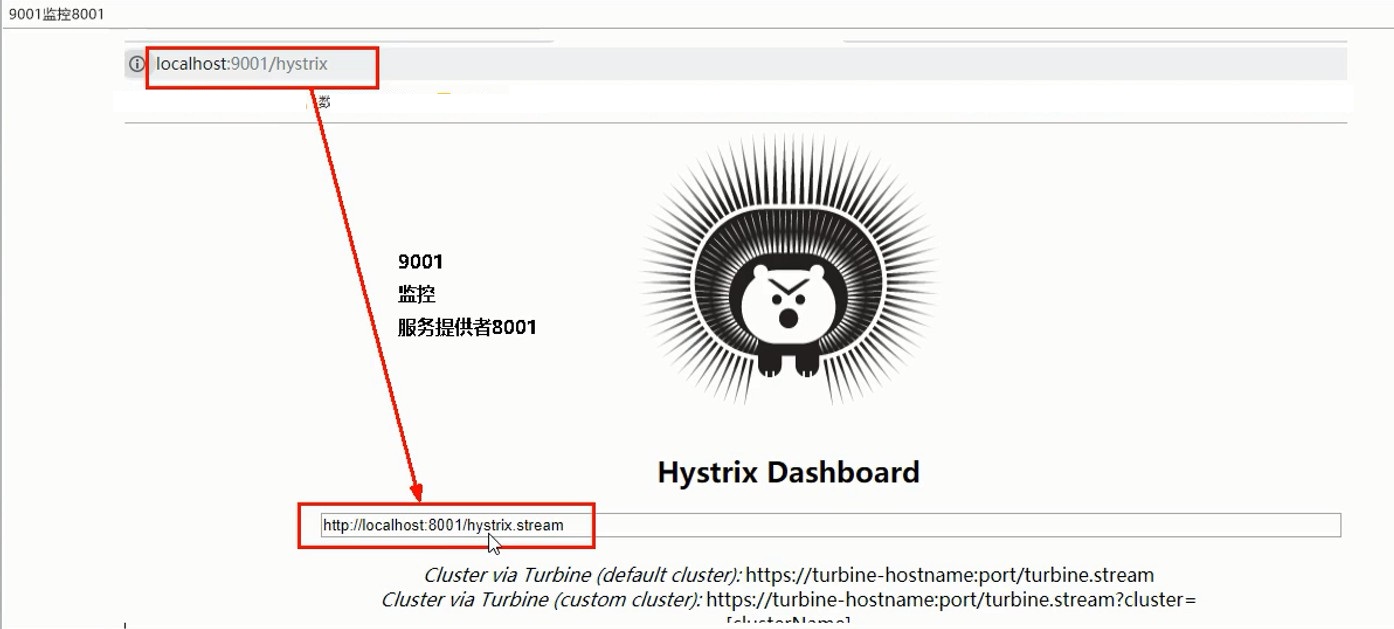 9001监控8001
localhost:9001/hystrix
数
9001
监控
服务提供者8001
Hystrix Dashboard
http://localhost:8001/hystrix.stream
Cluster via Turbine (default cluster): https://turbine-hostname:port/turbine.stream
Cluster via Turbine (custom cluster): https://turbine-hostname:port/turbine.stream?cluster=
[clusterName]